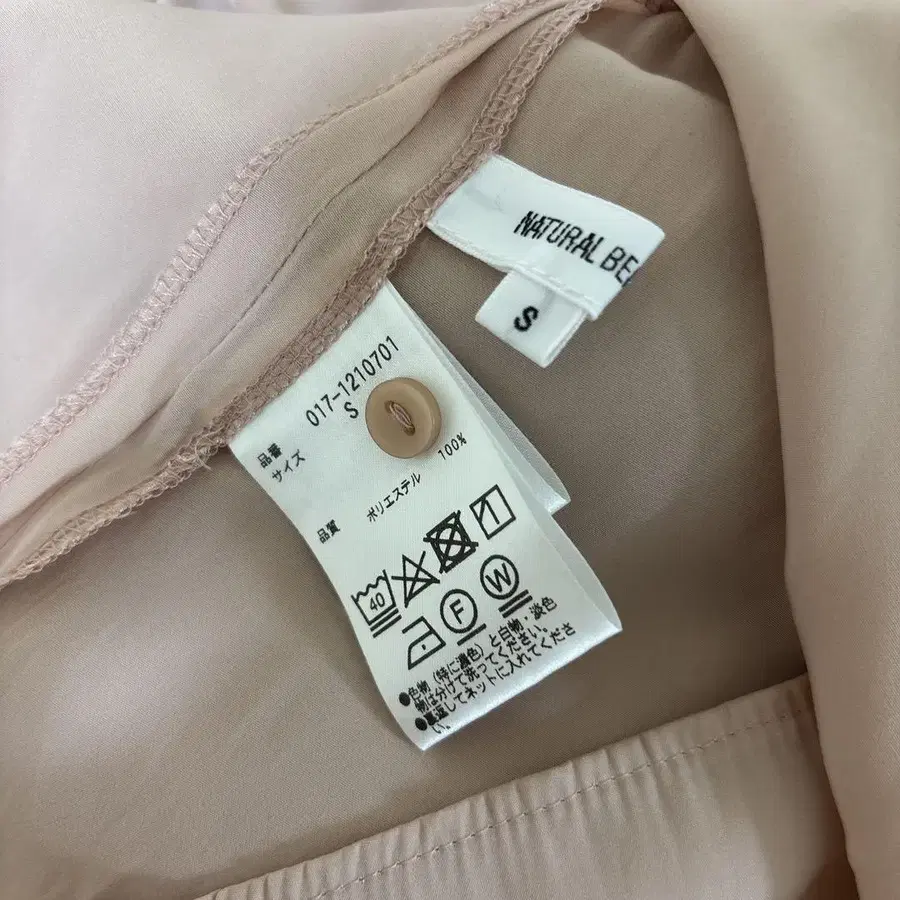 NATURAL BE
S
品番 017-1210701
サイズ S
品質 ポリエステル 100%
40
F W
●色物(特に濃色)と白物・淡色
物は分けて洗ってください。
●裏返してネットに入れてくださ
い。